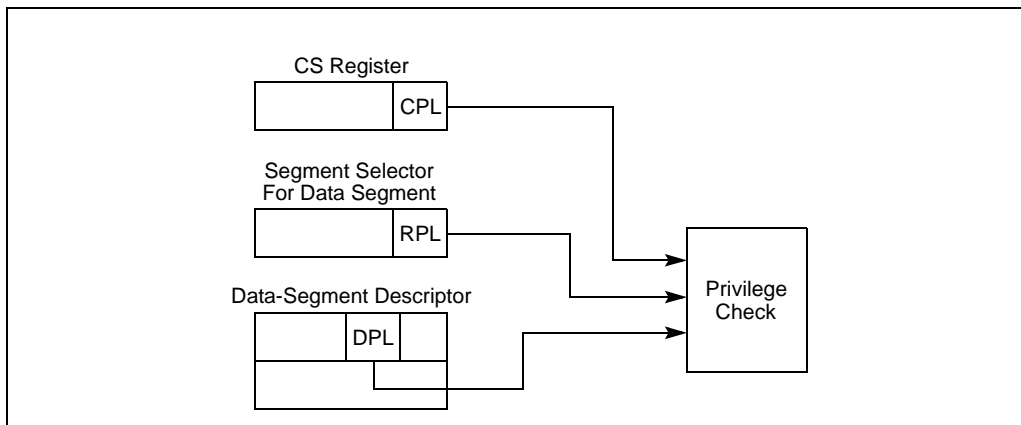 CS Register
CPL
Segment Selector
For Data Segment
RPL
Data-Segment Descriptor
DPL
Privilege
Check